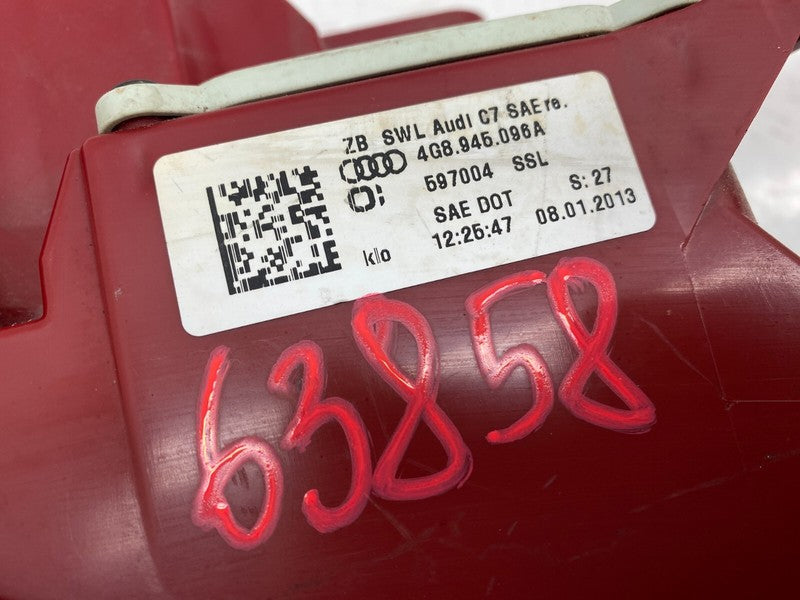 ZB SWL Audi C7 SAE re.
4G8.945.096A
597004 SSL
SAE DOT S: 27
klo 12:25:47 08.01.2013
63858